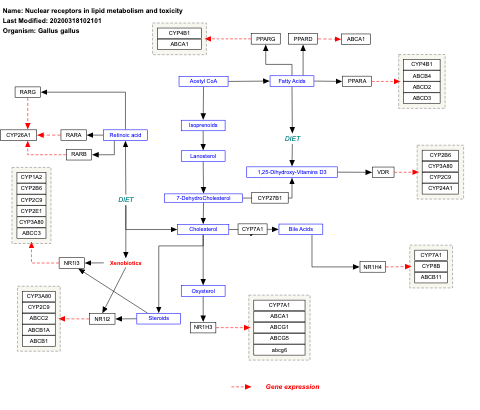 Name: Nuclear receptors in lipid metabolism and toxicity
Last Modified: 20200318102101
Organism: Gallus gallus
CYP4B1
ABCA1
PPARG
PPARD
ABCA1
Acetyl CoA
Fatty Acids
PPARA
CYP4B1
ABCB4
ABCD2
ABCD3
RARG
CYP26A1
RARA
RARB
Retinoic acid
Isoprenoids
Lanosterol
DIET
1,25-Dihydroxy-Vitamins D3
VDR
CYP2B6
CYP3A80
CYP2C9
CYP24A1
7-DehydroCholesterol
CYP27B1
CYP1A2
CYP2B6
CYP2C9
CYP2E1
CYP3A80
ABCC3
DIET
Cholesterol
CYP7A1
Bile Acids
NR1I3
Xenobiotics
NR1H4
CYP7A1
CYP8B
ABCB11
CYP3A80
CYP2C9
ABCC2
ABCB1A
ABCB1
NR1I2
Steroids
Oxysterol
NR1H3
CYP7A1
ABCA1
ABCG1
ABCG5
abcg6
Gene expression